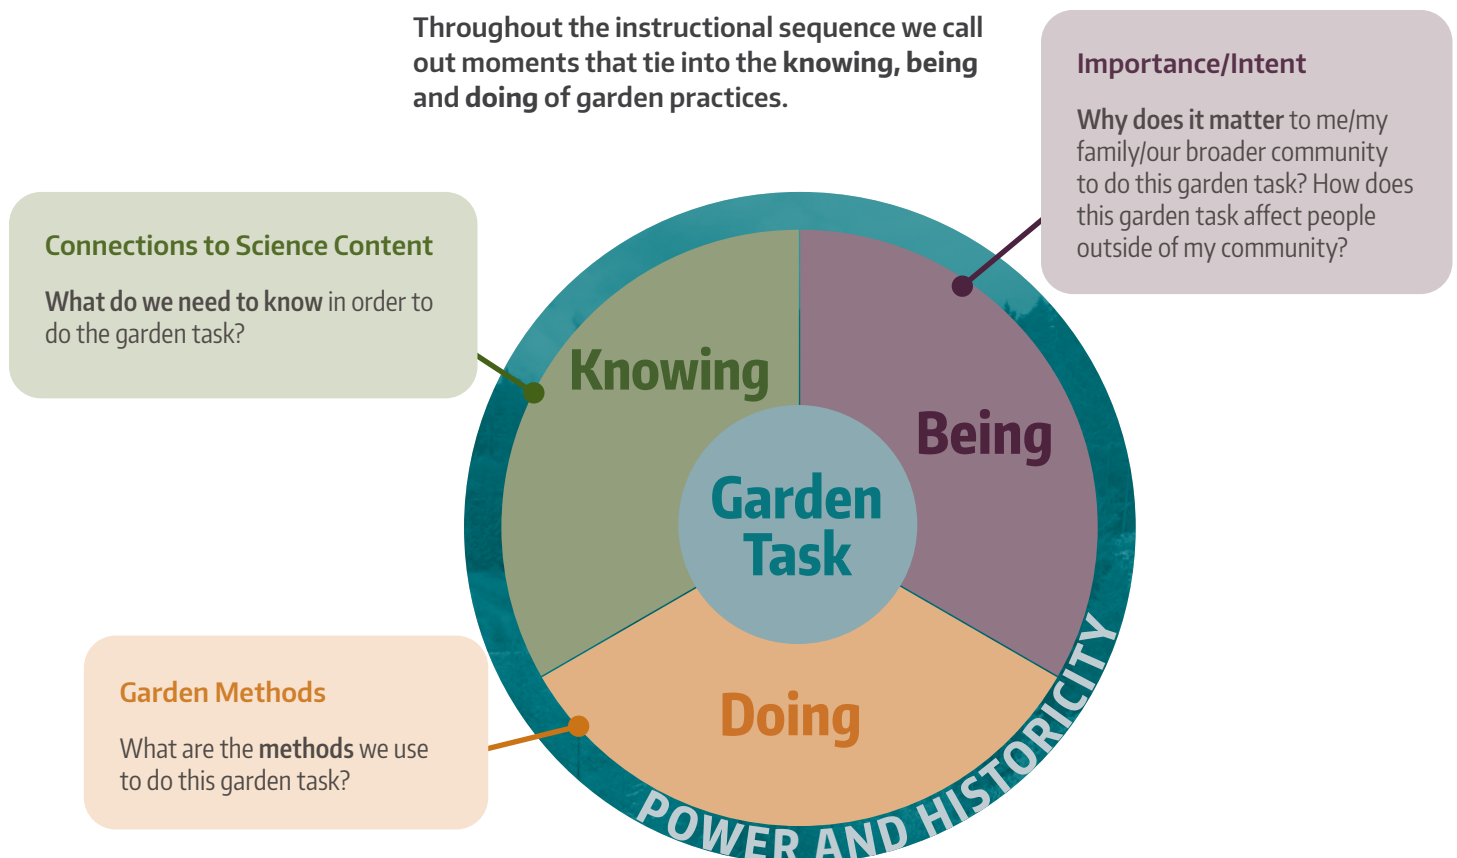 Throughout the instructional sequence we call
out moments that tie into the knowing, being
and doing of garden practices.
Importance/Intent
Why does it matter to me/my
family/our broader community
to do this garden task? How does
this garden task affect people
outside of my community?
Connections to Science Content
What do we need to know in order to
do the garden task?
Knowing
Being
Garden
Task
Doing
Garden Methods
What are the methods we use
to do this garden task?
POWER AND HISTORICITY